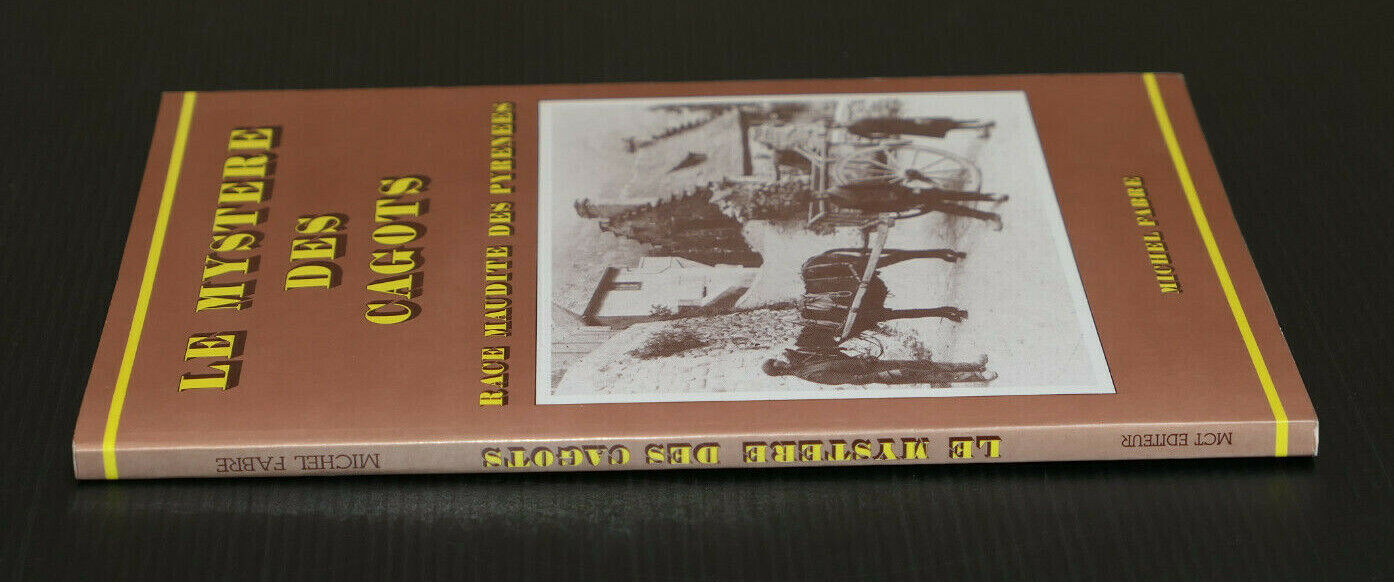 LE MYSTERE
DES
CAGOTS
RACE MAUDITE DES PYRENEES
MICHEL FABRE
MICHEL FABRE
LE MYSTERE DES CAGOTS
MCT EDITEUR